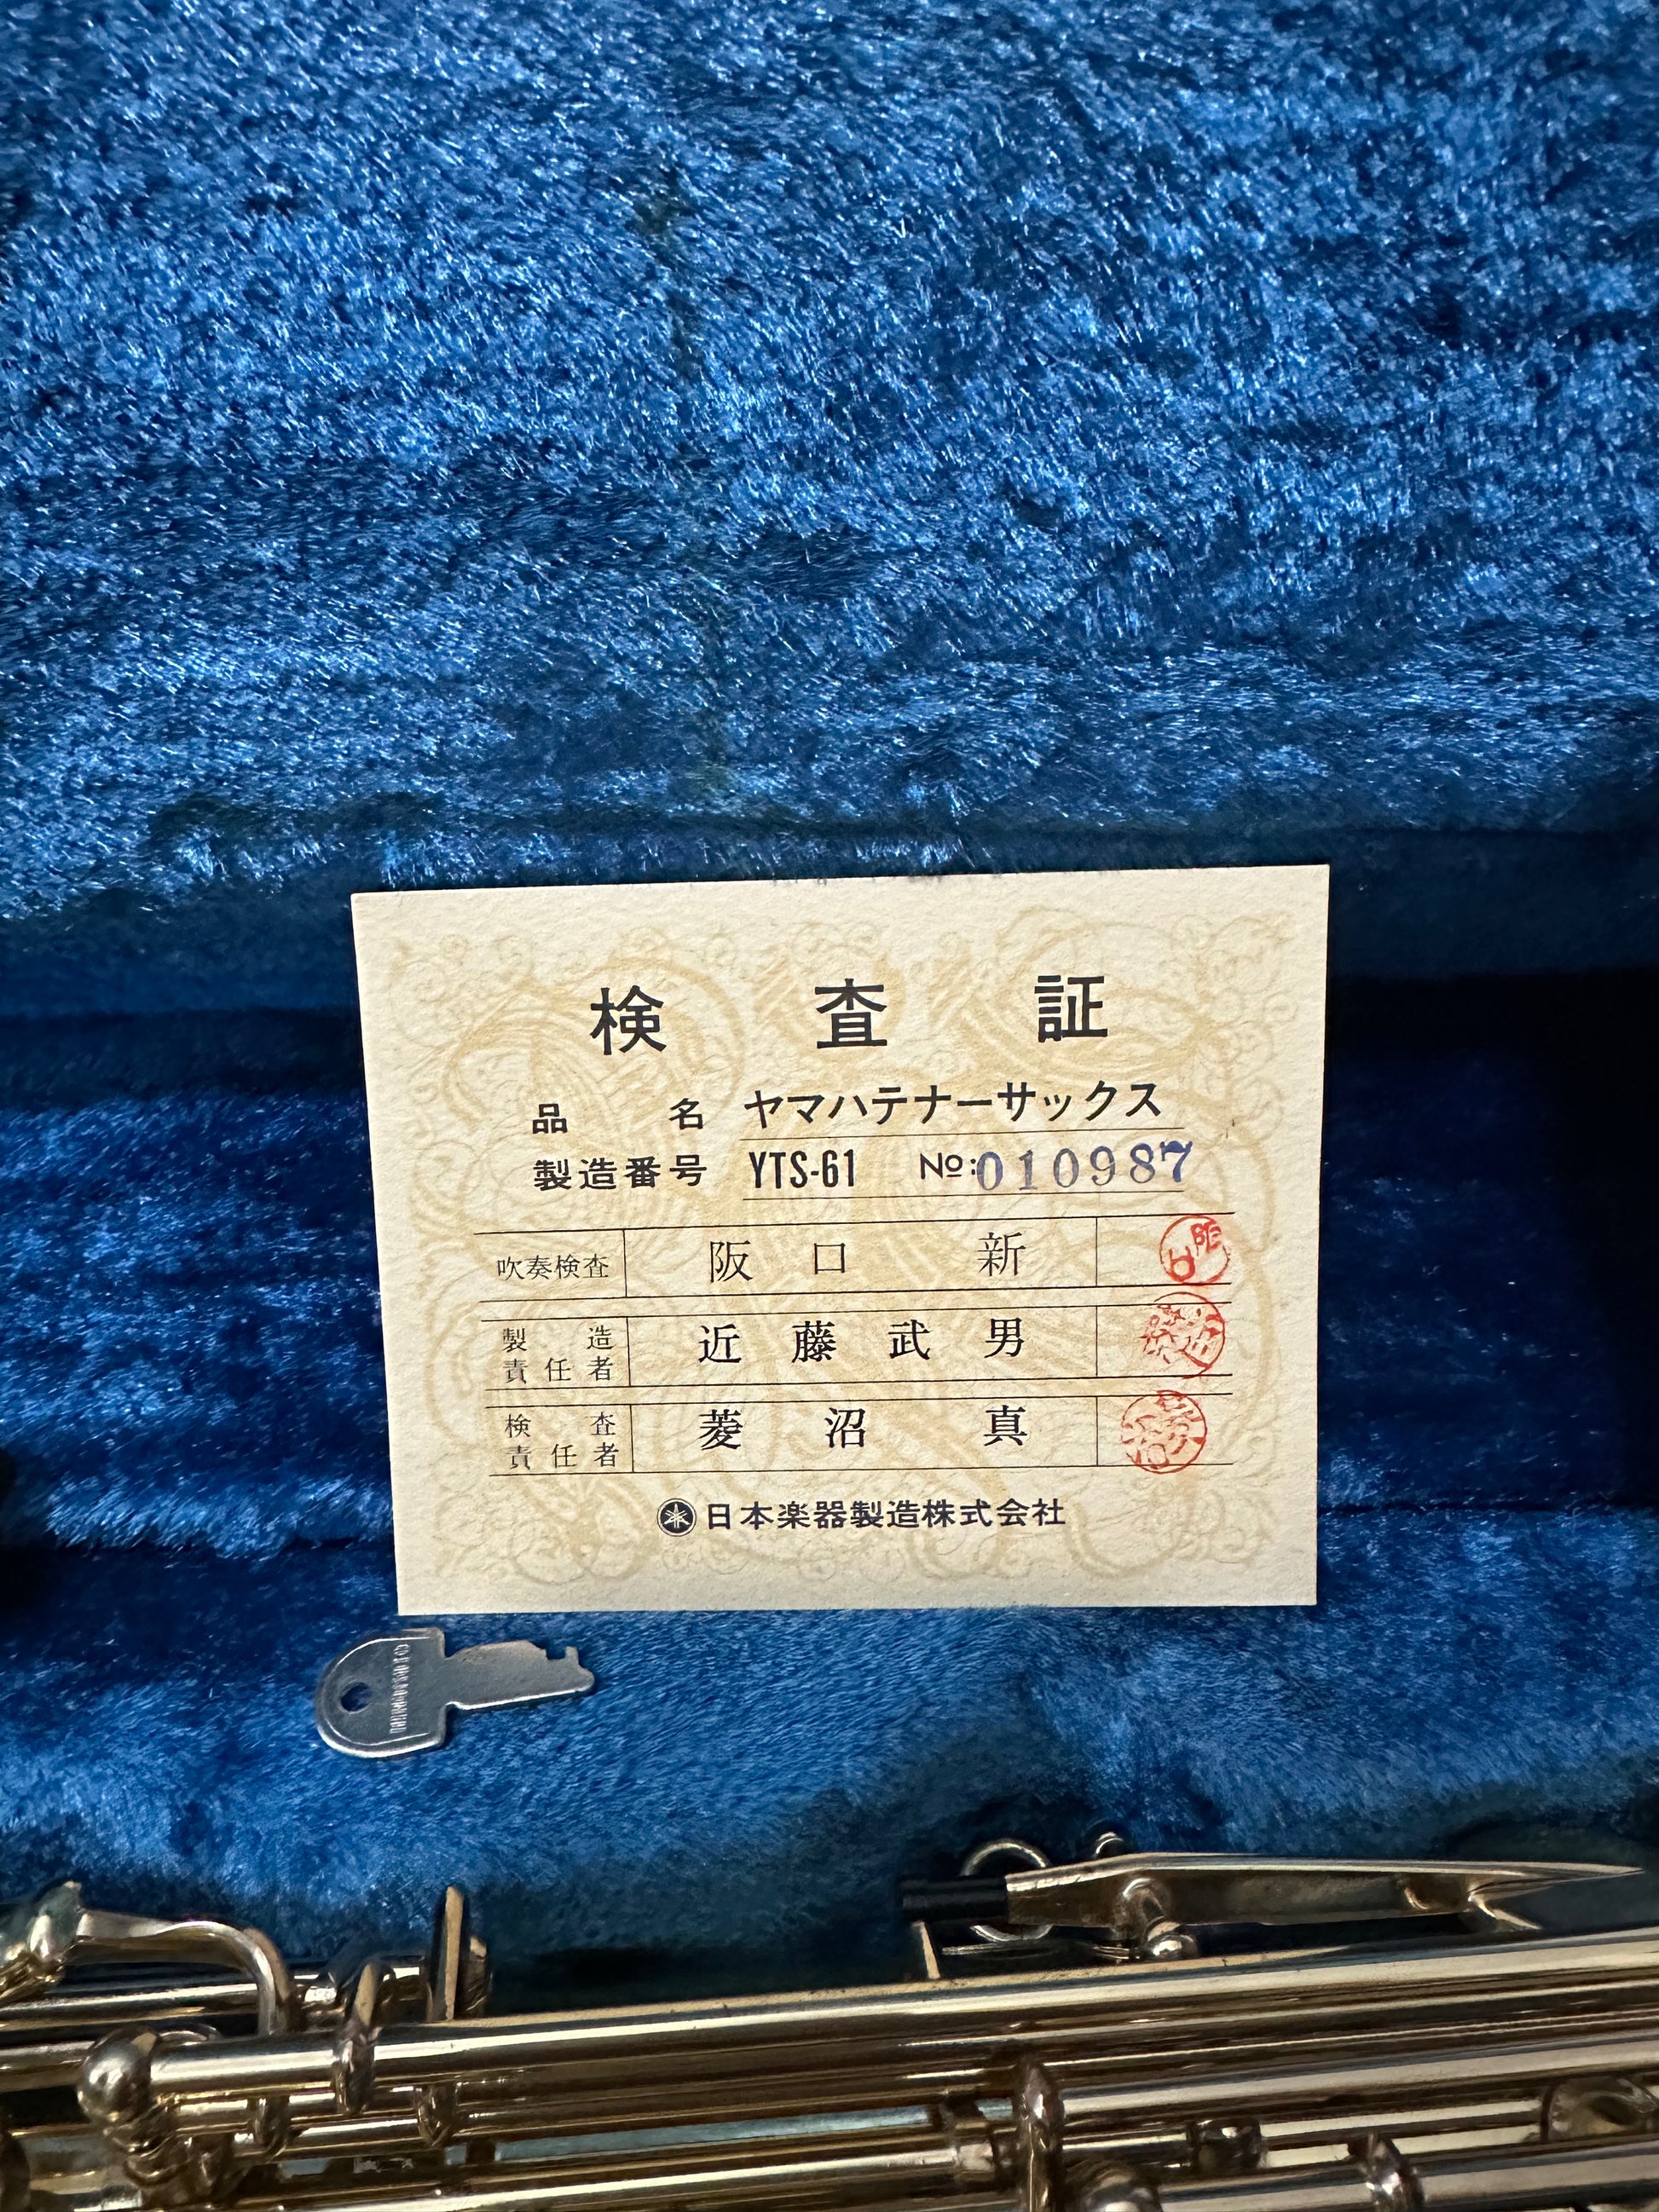 検査証
品名 ヤマハテナーサックス
製造番号 YTS-61 No:010987
吹奏検査 阪口 新 阪口
製造責任者 近藤武男
検査責任者 菱沼 真
日本楽器製造株式会社